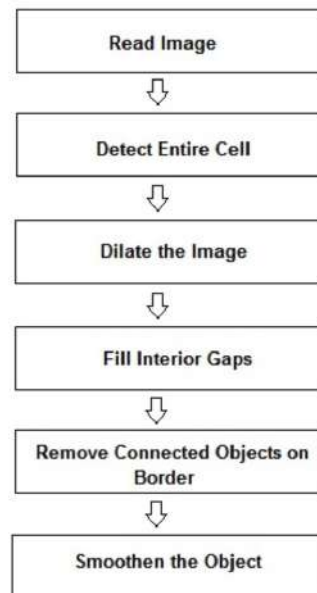 Read Image
Detect Entire Cell
Dilate the Image
Fill Interior Gaps
Remove Connected Objects on
Border
Smoothen the Object